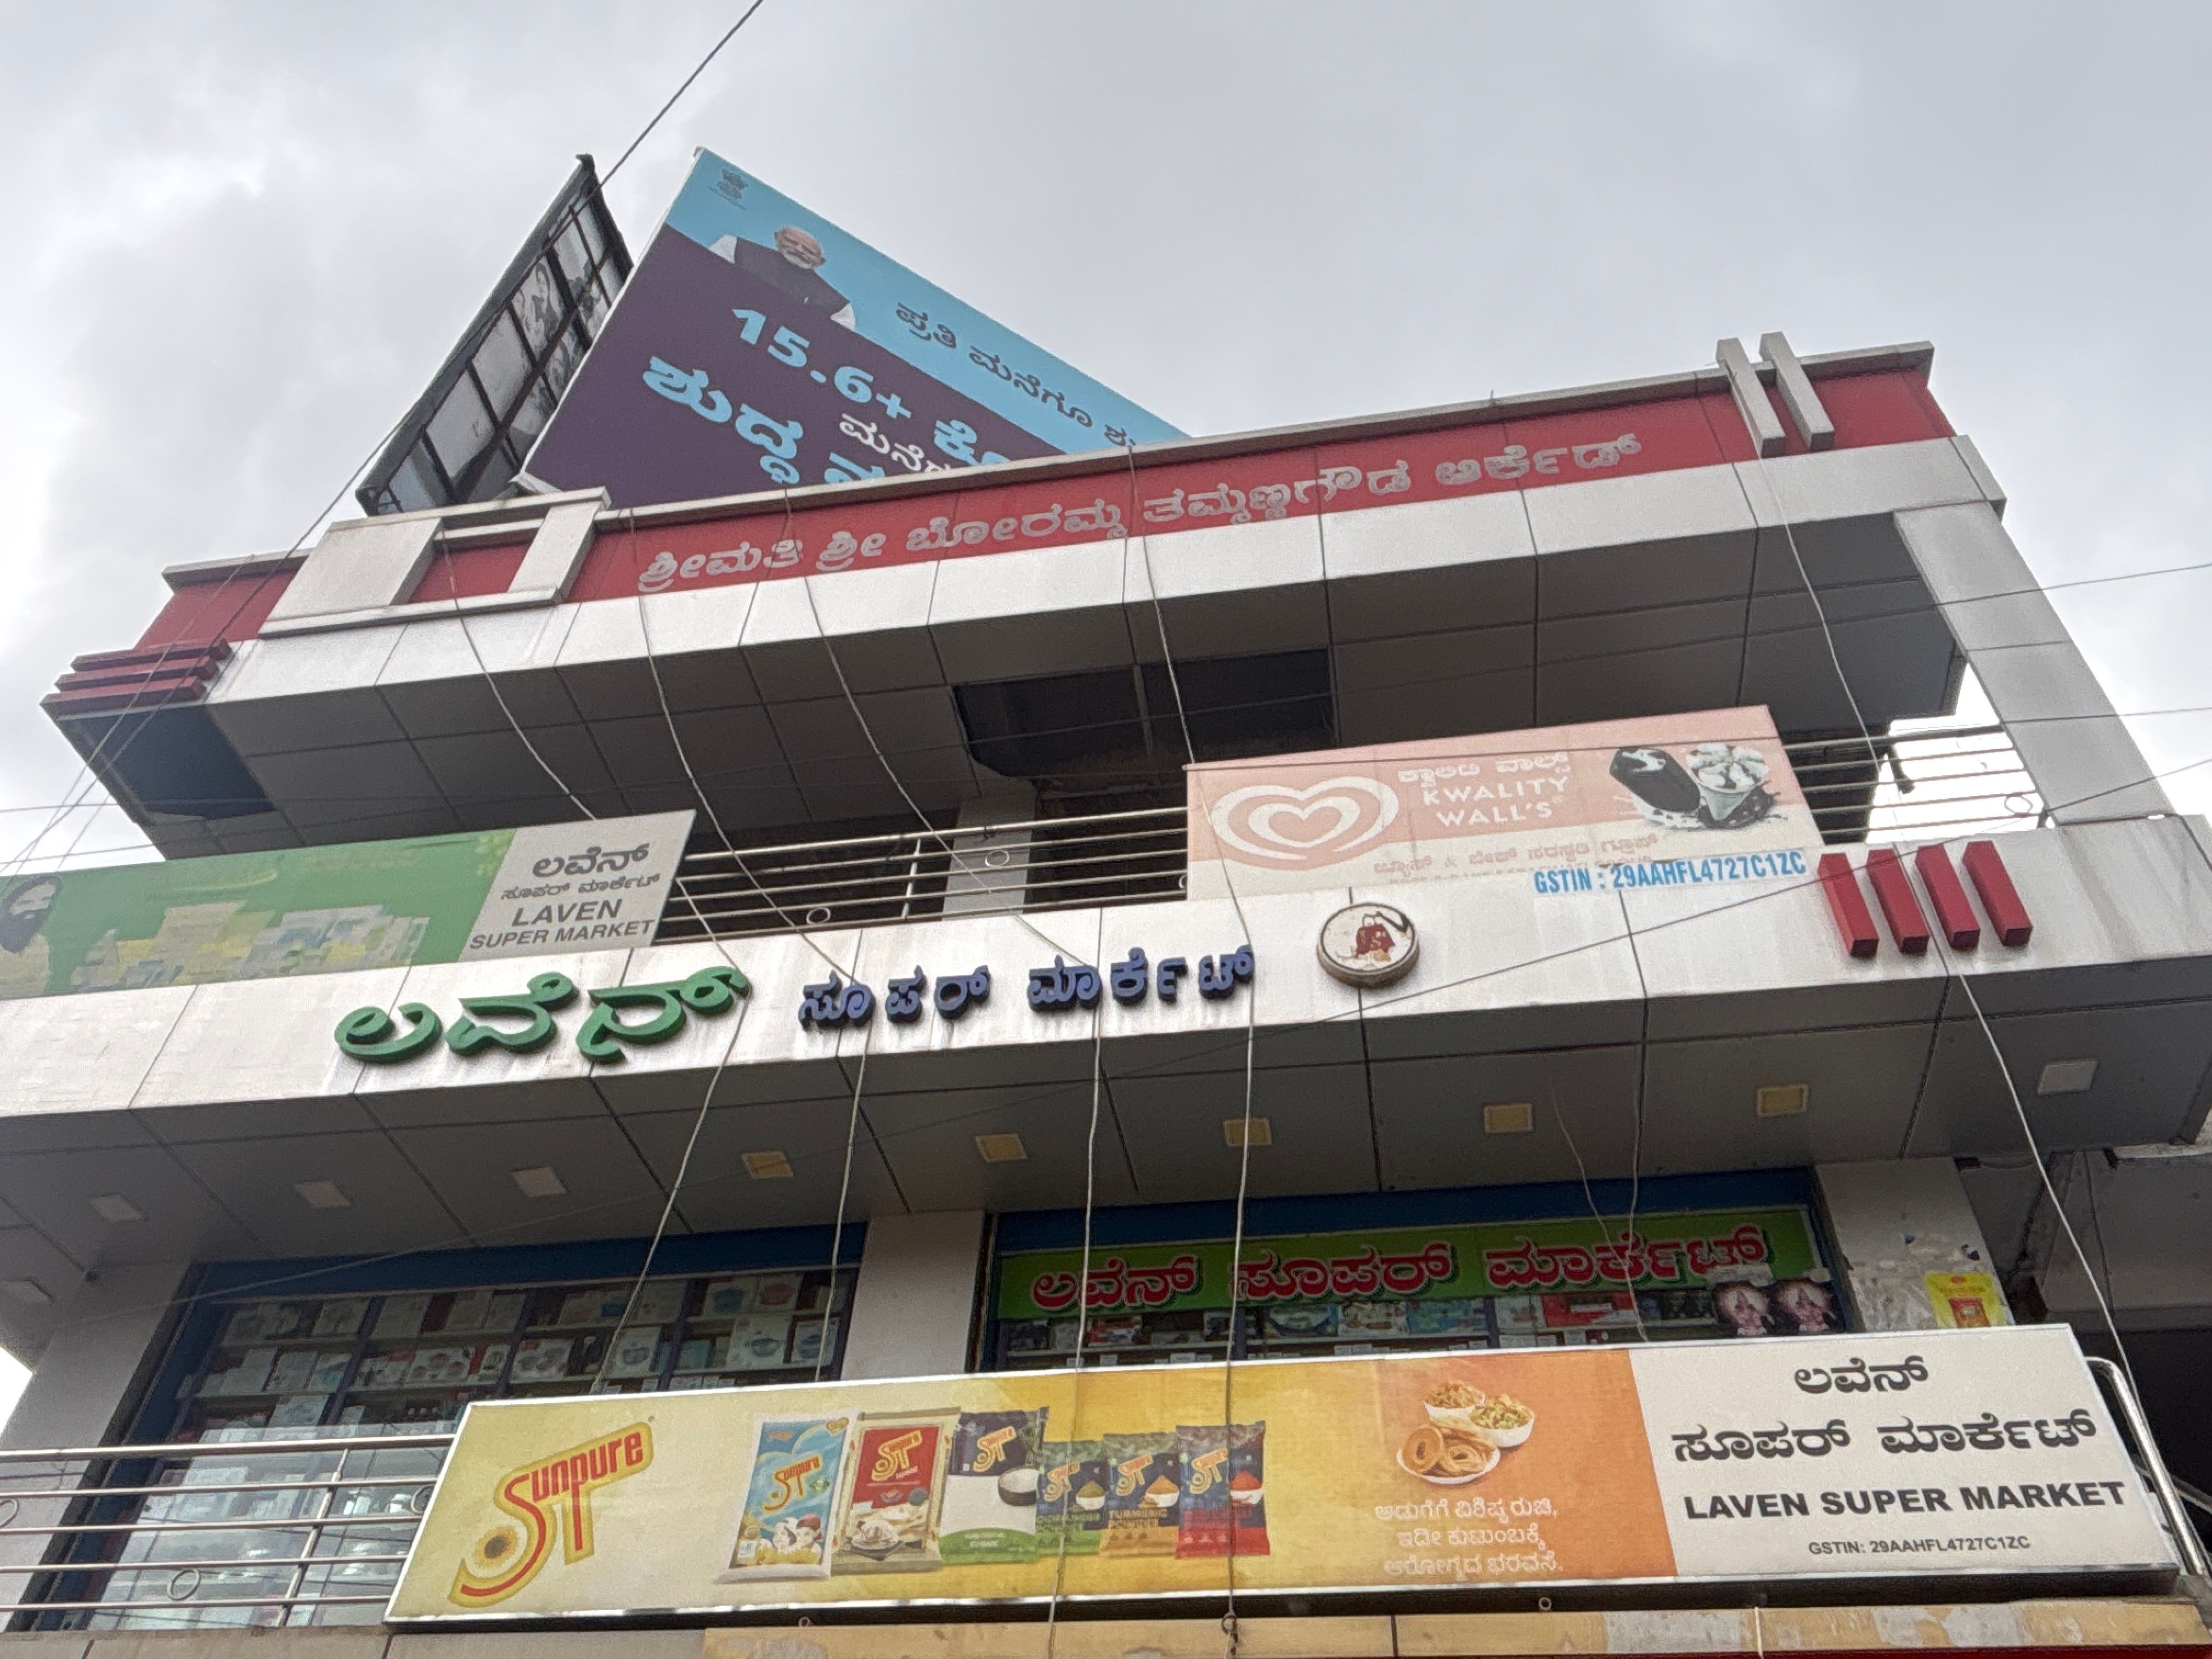 ಪ್ರತಿ ಮನೆಗೂ
15.6+
ಶುದ್ಧ
ಶ್ರೀಮತಿ ಶ್ರೀ ಬೋರಮ್ಮ ತಮ್ಮಣ್ಣಗೌಡ ಆರ್ಕೆಡ್
ಕ್ವಾಲಿಟಿ ವಾಲ್ಸ್
KWALITY
WALL'S
GSTIN : 29AAHFL4727C1ZC
ಲವೆನ್
ಸೂಪರ್ ಮಾರ್ಕೆಟ್
LAVEN
SUPER MARKET
ಲವೆನ್ ಸೂಪರ್ ಮಾರ್ಕೆಟ್
ಲವೆನ್ ಸೂಪರ್ ಮಾರ್ಕೆಟ್
Sunpure
ಅಡುಗೆಗೆ ವಿಶಿಷ್ಟ ರುಚಿ,
ಇಡೀ ಕುಟುಂಬಕ್ಕೆ
ಆರೋಗ್ಯದ ಭರವಸೆ.
ಲವೆನ್
ಸೂಪರ್ ಮಾರ್ಕೆಟ್
LAVEN SUPER MARKET
GSTIN: 29AAHFL4727C1ZC